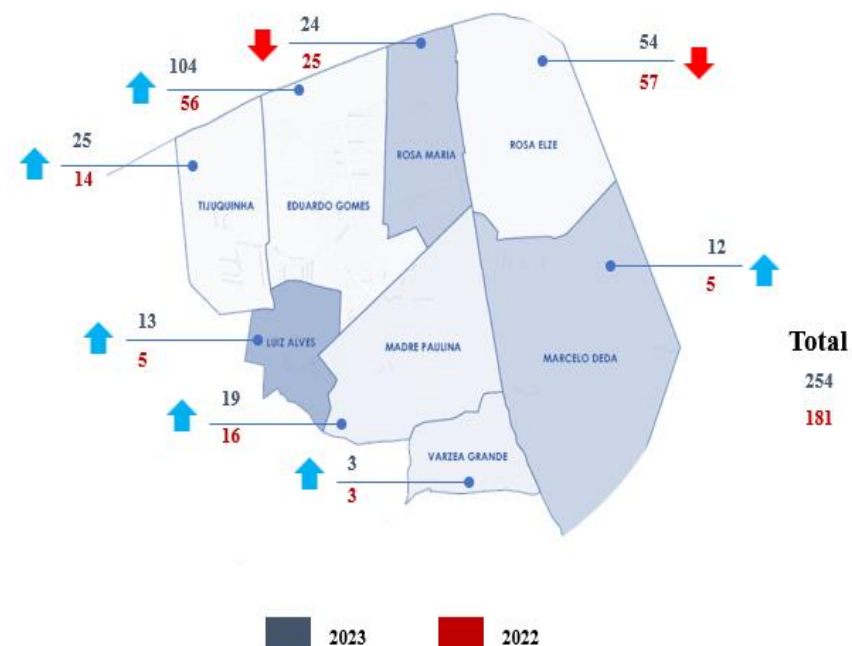 24
25
54
57
104
56
25
14
ROSA MARIA
ROSA ELZE
TIJUQUINHA
EDUARDO GOMES
12
5
13
5
LUIZ ALVES
MADRE PAULINA
MARCELO DEDA
Total
254
181
19
16
VARZEA GRANDE
3
3
2023
2022